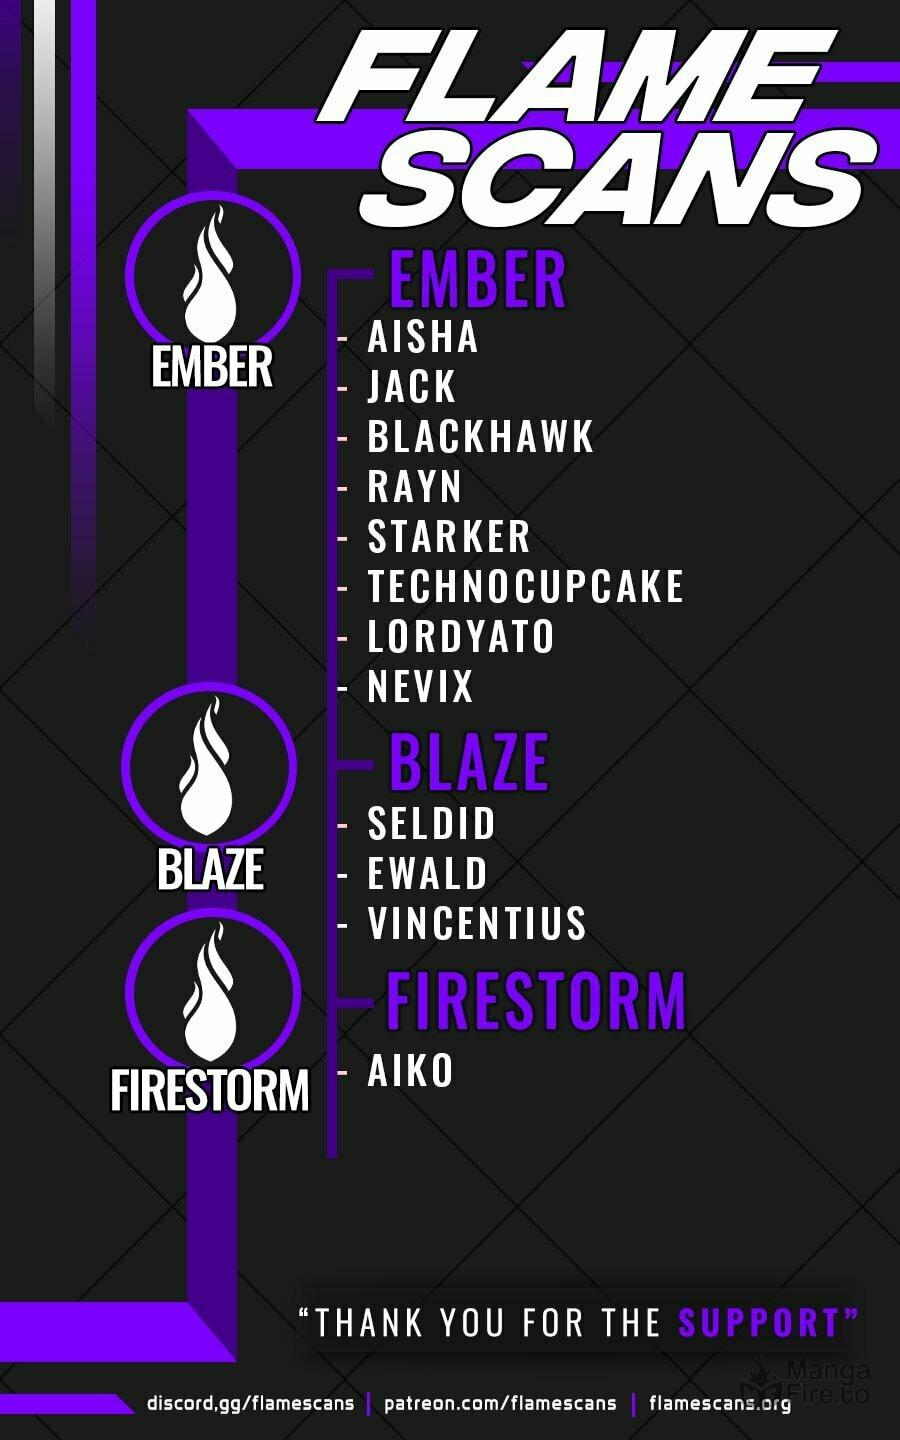 FLAME
SCANS
EMBER
EMBER
- AISHA
- JACK
- BLACKHAWK
- RAYN
- STARKER
- TECHNOCUPCAKE
- LORDYATO
- NEVIX
BLAZE
BLAZE
- SELDID
- EWALD
- VINCENTIUS
FIRESTORM
FIRESTORM
- AIKO
“THANK YOU FOR THE SUPPORT”
discord.gg/flamescans | patreon.com/flamescans | flamescans.org
Manga
Fire.to